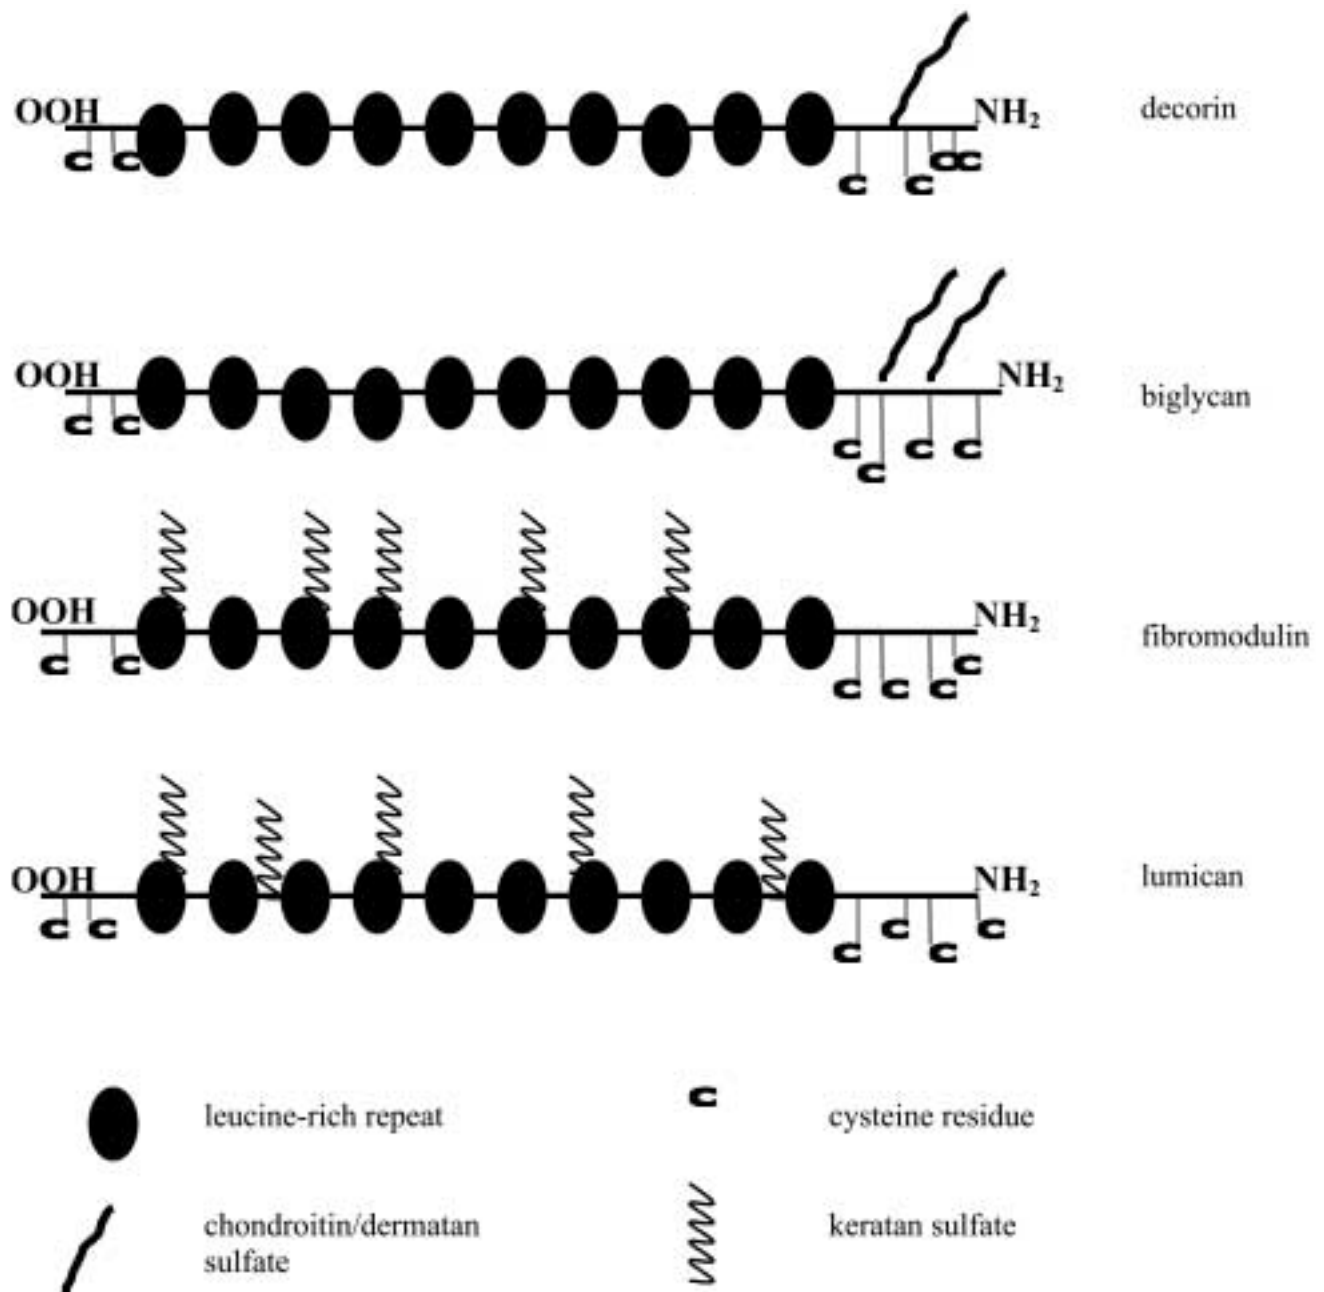 OOH NH₂ decorin
C C C C C C
OOH NH₂ biglycan
C C C C C C
OOH NH₂ fibromodulin
C C C C C C
OOH NH₂ lumican
C C C C C C
leucine-rich repeat
C cysteine residue
chondroitin/dermatan
sulfate
keratan sulfate